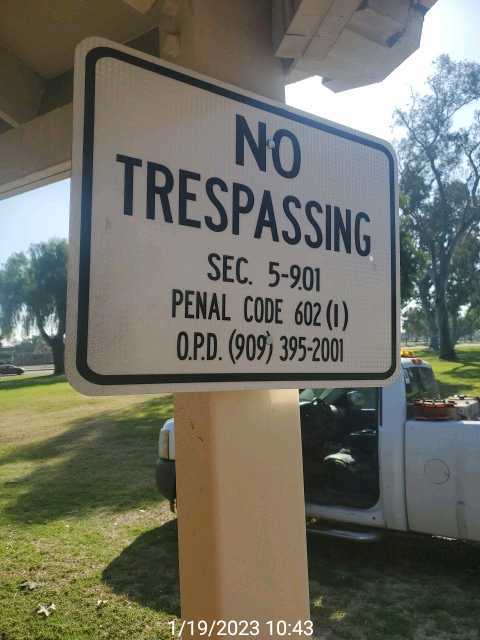 NO
TRESPASSING
SEC. 5-9.01
PENAL CODE 602 (I)
O.P.D. (909) 395-2001
1/19/2023 10:43